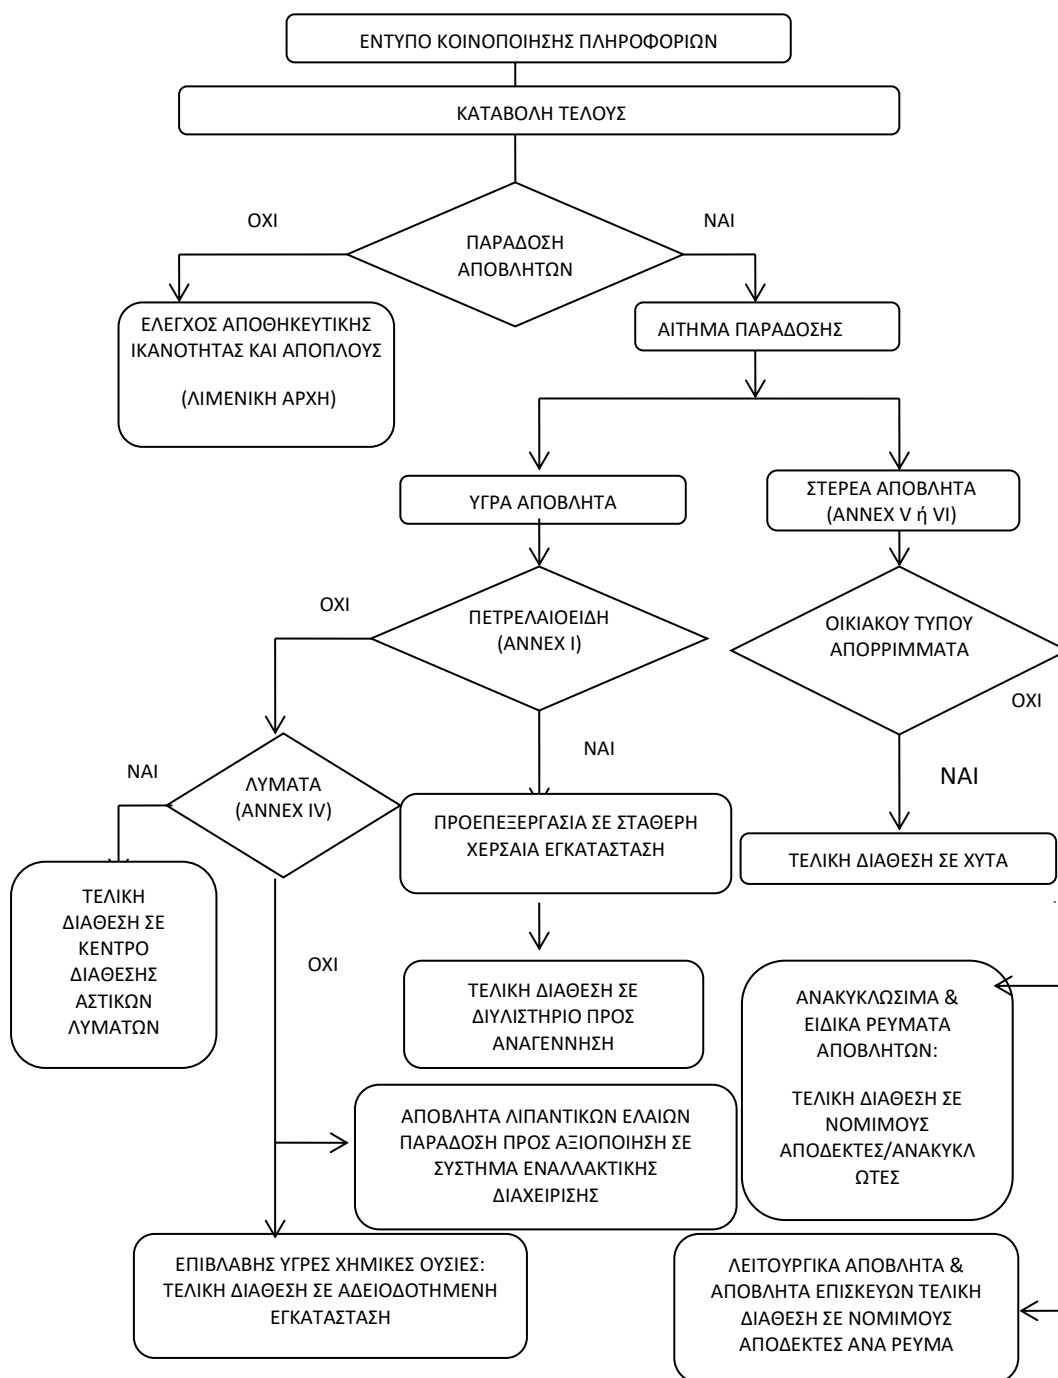 ΕΝΤΥΠΟ ΚΟΙΝΟΠΟΙΗΣΗΣ ΠΛΗΡΟΦΟΡΙΩΝ
ΚΑΤΑΒΟΛΗ ΤΕΛΟΥΣ
ΟΧΙ
ΝΑΙ
ΠΑΡΑΔΟΣΗ
ΑΠΟΒΛΗΤΩΝ
ΕΛΕΓΧΟΣ ΑΠΟΘΗΚΕΥΤΙΚΗΣ
ΙΚΑΝΟΤΗΤΑΣ ΚΑΙ ΑΠΟΠΛΟΥΣ
(ΛΙΜΕΝΙΚΗ ΑΡΧΗ)
ΑΙΤΗΜΑ ΠΑΡΑΔΟΣΗΣ
ΥΓΡΑ ΑΠΟΒΛΗΤΑ
ΣΤΕΡΕΑ ΑΠΟΒΛΗΤΑ
(ANNEX V ή VI)
ΟΧΙ
ΠΕΤΡΕΛΑΙΟΕΙΔΗ
(ANNEX I)
ΟΙΚΙΑΚΟΥ ΤΥΠΟΥ
ΑΠΟΡΡΙΜΜΑΤΑ
ΟΧΙ
ΝΑΙ
ΝΑΙ
ΝΑΙ
ΛΥΜΑΤΑ
(ANNEX IV)
ΠΡΟΕΠΕΞΕΡΓΑΣΙΑ ΣΕ ΣΤΑΘΕΡΗ
ΧΕΡΣΑΙΑ ΕΓΚΑΤΑΣΤΑΣΗ
ΤΕΛΙΚΗ ΔΙΑΘΕΣΗ ΣΕ ΧΥΤΑ
ΤΕΛΙΚΗ
ΔΙΑΘΕΣΗ ΣΕ
ΚΕΝΤΡΟ
ΔΙΑΘΕΣΗΣ
ΑΣΤΙΚΩΝ
ΛΥΜΑΤΩΝ
ΟΧΙ
ΤΕΛΙΚΗ ΔΙΑΘΕΣΗ ΣΕ
ΔΙΥΛΙΣΤΗΡΙΟ ΠΡΟΣ
ΑΝΑΓΕΝΝΗΣΗ
ΑΝΑΚΥΚΛΩΣΙΜΑ &
ΕΙΔΙΚΑ ΡΕΥΜΑΤΑ
ΑΠΟΒΛΗΤΩΝ:
ΤΕΛΙΚΗ ΔΙΑΘΕΣΗ ΣΕ
ΝΟΜΙΜΟΥΣ
ΑΠΟΔΕΚΤΕΣ/ΑΝΑΚΥΚΛ
ΩΤΕΣ
ΑΠΟΒΛΗΤΑ ΛΙΠΑΝΤΙΚΩΝ ΕΛΑΙΩΝ
ΠΑΡΑΔΟΣΗ ΠΡΟΣ ΑΞΙΟΠΟΙΗΣΗ ΣΕ
ΣΥΣΤΗΜΑ ΕΝΑΛΛΑΚΤΙΚΗΣ
ΔΙΑΧΕΙΡΙΣΗΣ
ΕΠΙΒΛΑΒΗΣ ΥΓΡΕΣ ΧΗΜΙΚΕΣ ΟΥΣΙΕΣ:
ΤΕΛΙΚΗ ΔΙΑΘΕΣΗ ΣΕ ΑΔΕΙΟΔΟΤΗΜΕΝΗ
ΕΓΚΑΤΑΣΤΑΣΗ
ΛΕΙΤΟΥΡΓΙΚΑ ΑΠΟΒΛΗΤΑ &
ΑΠΟΒΛΗΤΑ ΕΠΙΣΚΕΥΩΝ ΤΕΛΙΚΗ
ΔΙΑΘΕΣΗ ΣΕ ΝΟΜΙΜΟΥΣ
ΑΠΟΔΕΚΤΕΣ ΑΝΑ ΡΕΥΜΑ